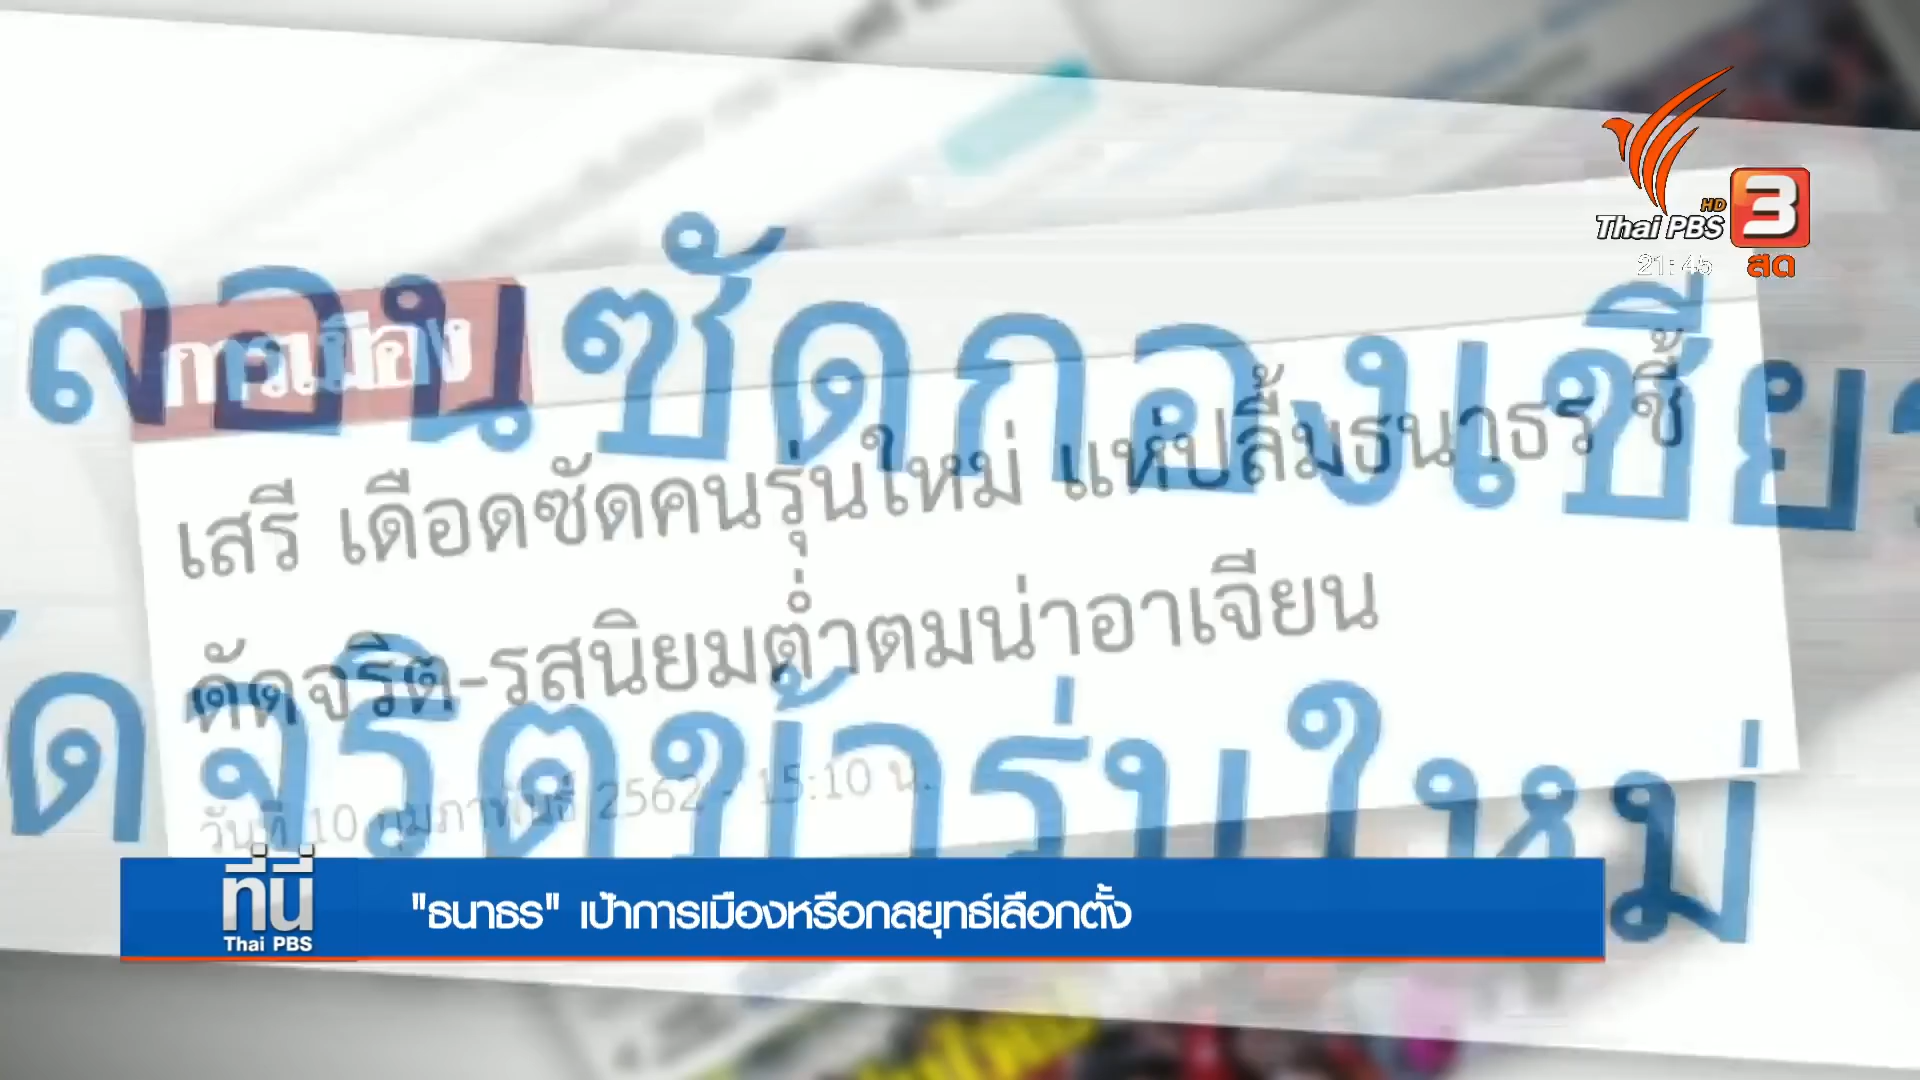 Thai PBS HD 3
21:45 สด
ลอนซัดกองเชีย
การเมือง
เสรี เดือดซัดคนรุ่นใหม่ แห่ปลื้มธนาธร ชี้
ดัดจริต-รสนิยมต่ำตมน่าอาเจียน
ดจริตข้ารุ่นใหม่
วันที่ 10 กุมภาพันธ์ 2562 - 15:10 น.
ที่นี่ Thai PBS
"ธนาธร" เป้าการเมืองหรือกลยุทธ์เลือกตั้ง